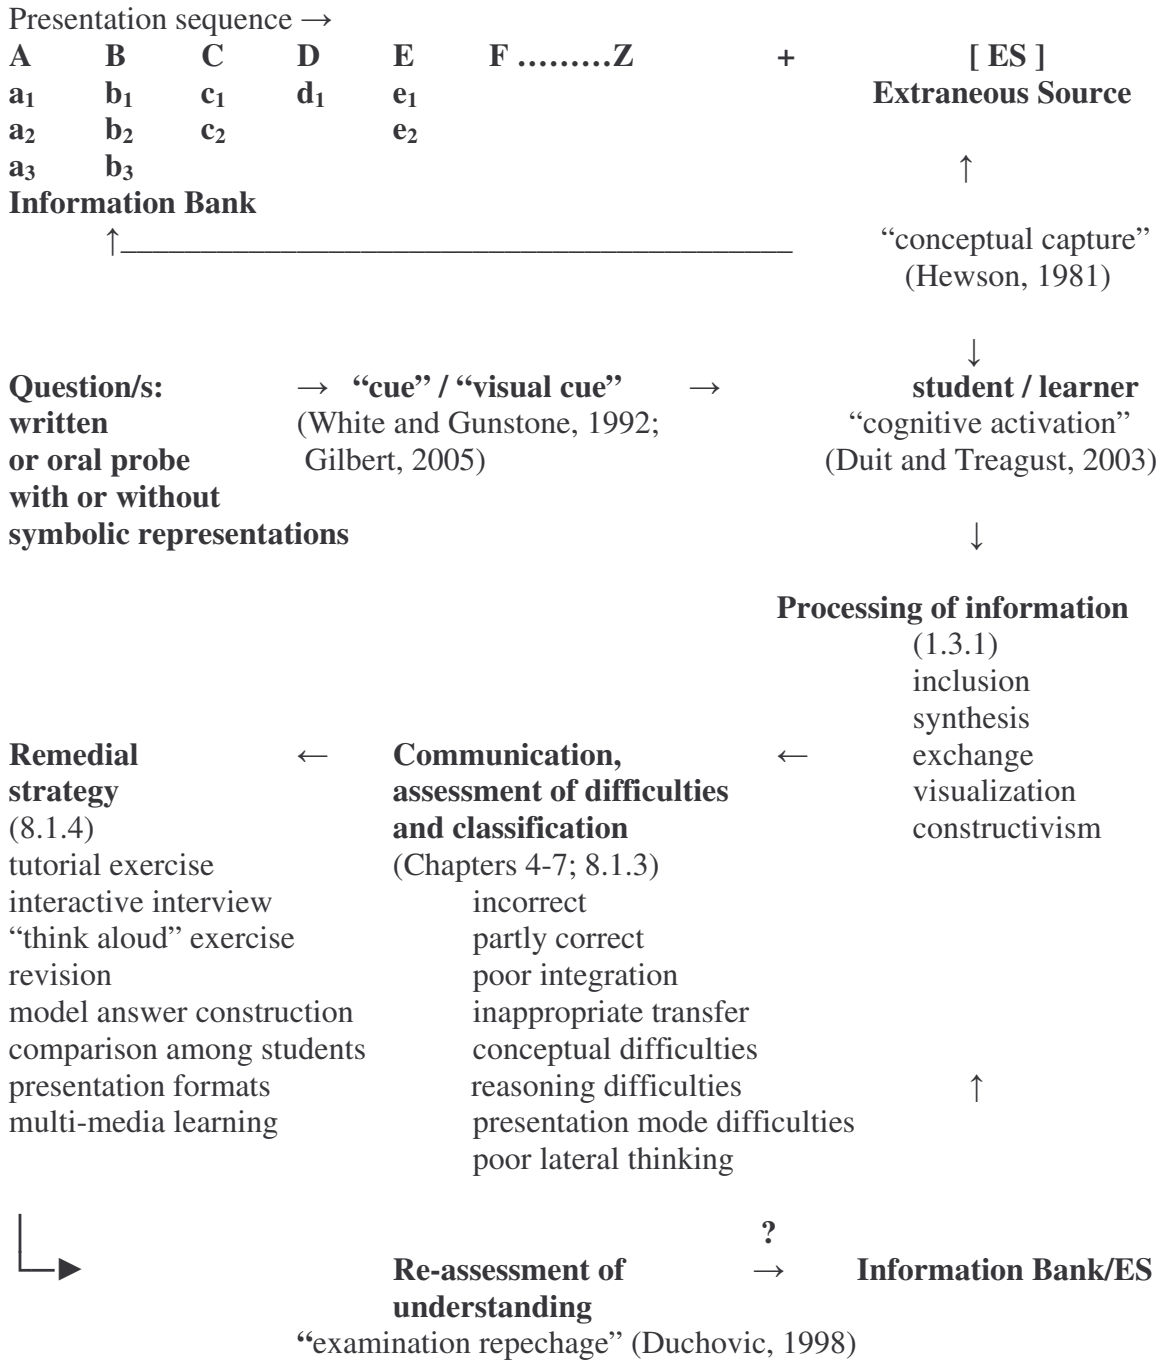 Presentation sequence →
A B C D E F ………Z + [ ES ]
a1 b1 c1 d1 e1 Extraneous Source
a2 b2 c2 e2
a3 b3 ↑
Information Bank
↑__________________________________________ “conceptual capture”
(Hewson, 1981)
↓
Question/s: → “cue” / “visual cue” → student / learner
written (White and Gunstone, 1992; “cognitive activation”
or oral probe Gilbert, 2005) (Duit and Treagust, 2003)
with or without
symbolic representations ↓
Processing of information
(1.3.1)
inclusion
synthesis
Remedial ← Communication, ← exchange
strategy assessment of difficulties visualization
(8.1.4) and classification constructivism
tutorial exercise (Chapters 4-7; 8.1.3)
interactive interview incorrect
“think aloud” exercise partly correct
revision poor integration
model answer construction inappropriate transfer
comparison among students conceptual difficulties
presentation formats reasoning difficulties ↑
multi-media learning presentation mode difficulties
poor lateral thinking
?
Re-assessment of → Information Bank/ES
understanding
“examination repechage” (Duchovic, 1998)